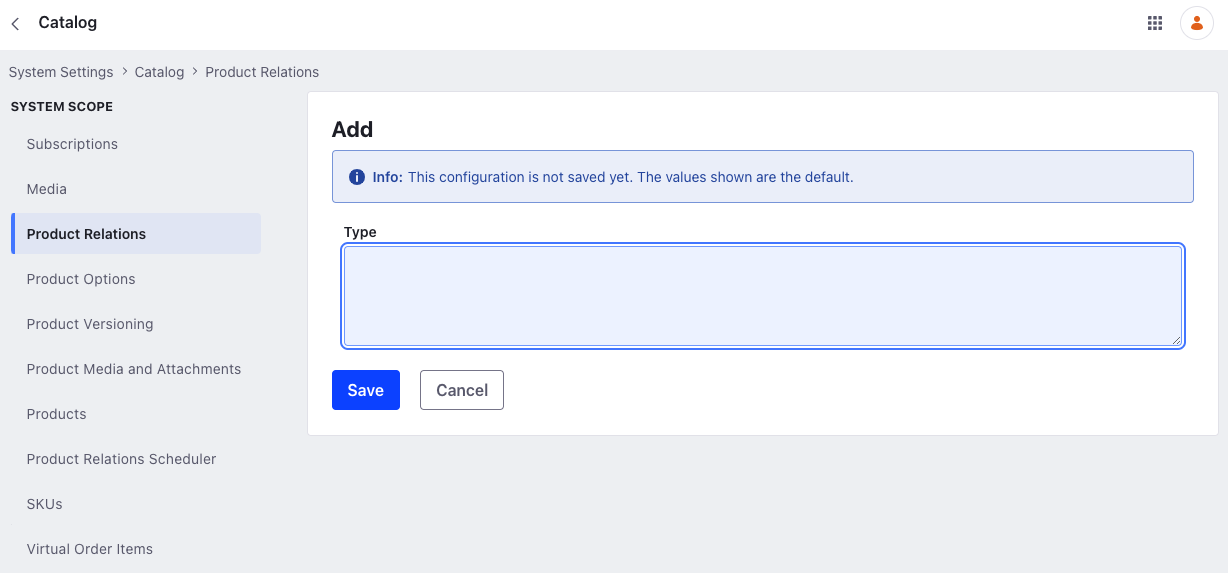 Catalog
System Settings > Catalog > Product Relations
SYSTEM SCOPE
Subscriptions
Media
Product Relations
Product Options
Product Versioning
Product Media and Attachments
Products
Product Relations Scheduler
SKUs
Virtual Order Items
Add
Info: This configuration is not saved yet. The values shown are the default.
Type
Save
Cancel